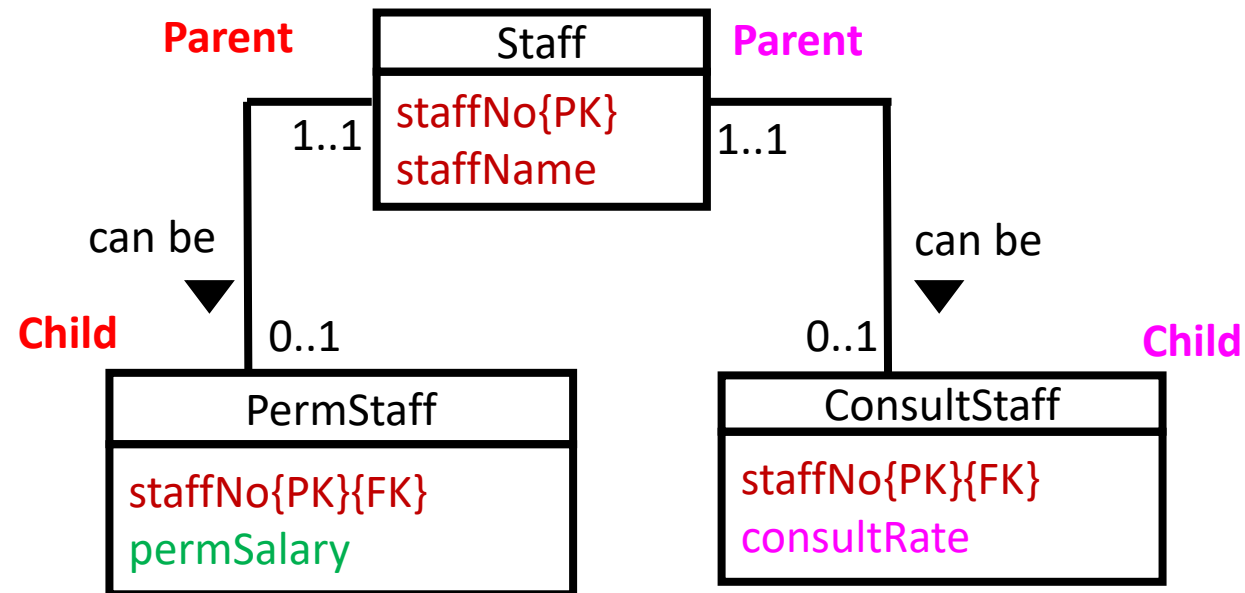 Parent
Staff
Parent
staffNo{PK}
staffName
1..1
1..1
can be
can be
Child
0..1
0..1
Child
PermStaff
staffNo{PK}{FK}
permSalary
ConsultStaff
staffNo{PK}{FK}
consultRate